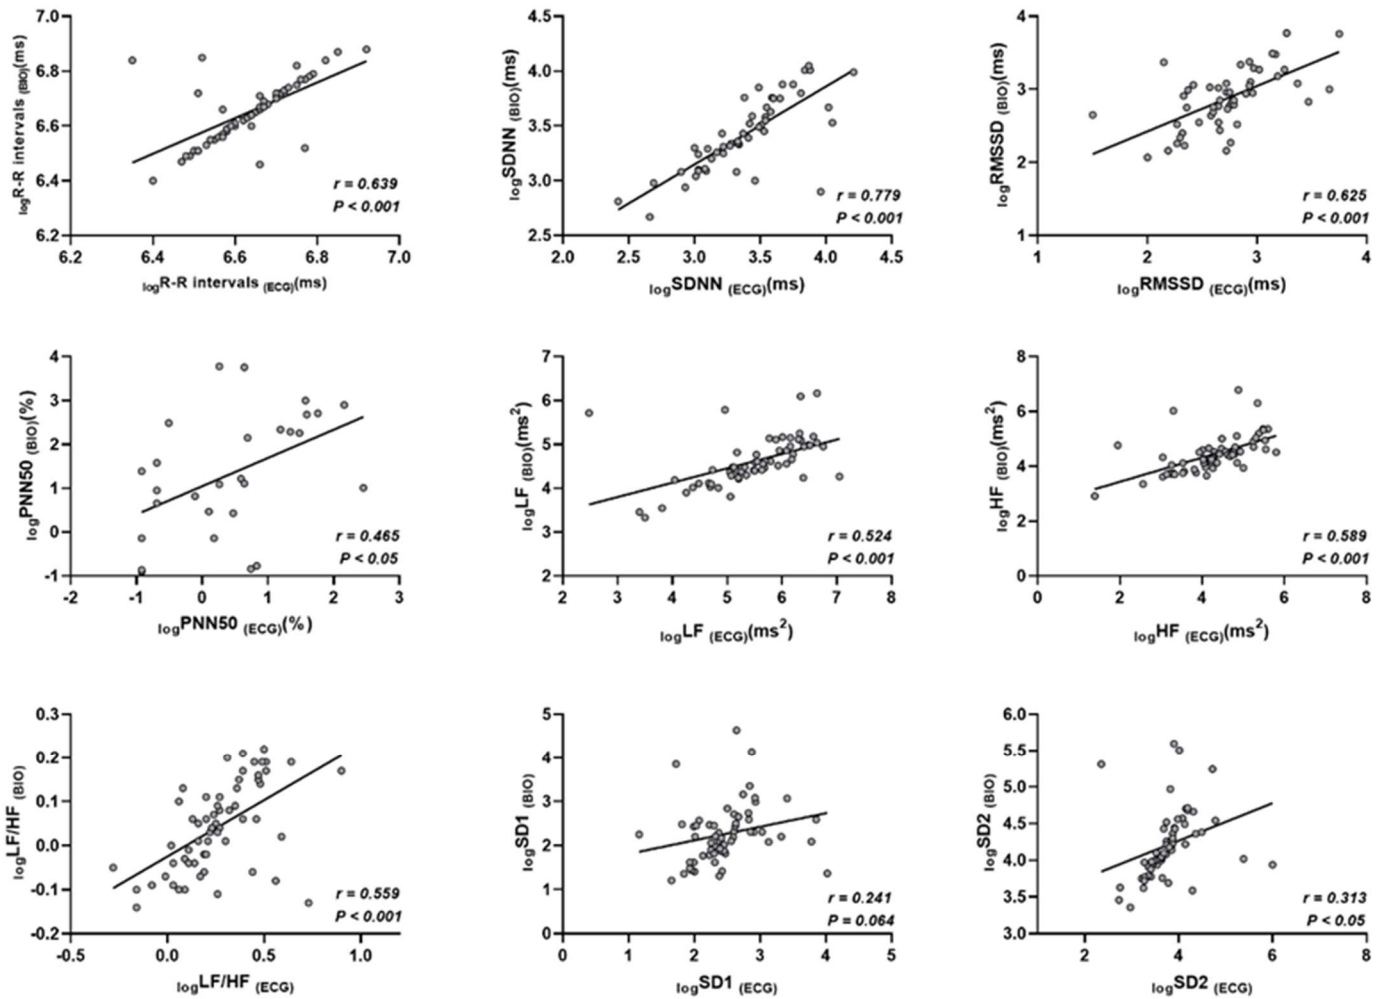 7.0
6.8
6.6
6.4
6.2
logR-R intervals (BIO)(ms)
r = 0.639
P < 0.001
6.2 6.4 6.6 6.8 7.0
logR-R intervals (ECG)(ms)
4.5
4.0
3.5
3.0
2.5
logSDNN (BIO)(ms)
r = 0.779
P < 0.001
2.0 2.5 3.0 3.5 4.0 4.5
logSDNN (ECG)(ms)
4
3
2
1
logRMSSD (BIO)(ms)
r = 0.625
P < 0.001
1 2 3 4
logRMSSD (ECG)(ms)
4
3
2
1
0
-1
logPNN50 (BIO)(%)
r = 0.465
P < 0.05
-2 -1 0 1 2 3
logPNN50 (ECG)(%)
7
6
5
4
3
2
logLF (BIO)(ms²)
r = 0.524
P < 0.001
2 3 4 5 6 7 8
logLF (ECG)(ms²)
8
6
4
2
0
logHF (BIO)(ms²)
r = 0.589
P < 0.001
0 2 4 6 8
logHF (ECG)(ms²)
0.3
0.2
0.1
0.0
-0.1
-0.2
logLF/HF (BIO)
r = 0.559
P < 0.001
-0.5 0.0 0.5 1.0
logLF/HF (ECG)
5
4
3
2
1
0
logSD1 (BIO)
r = 0.241
P = 0.064
0 1 2 3 4 5
logSD1 (ECG)
6.0
5.5
5.0
4.5
4.0
3.5
3.0
logSD2 (BIO)
r = 0.313
P < 0.05
2 4 6 8
logSD2 (ECG)